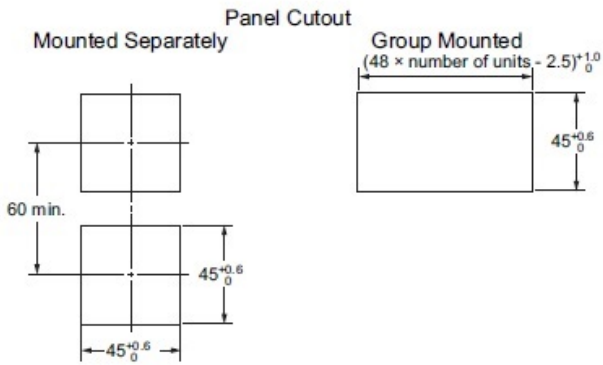 Panel Cutout
Mounted Separately
Group Mounted
(48 × number of units - 2.5)+1.0 0
60 min.
45+0.6 0
45+0.6 0
45+0.6 0